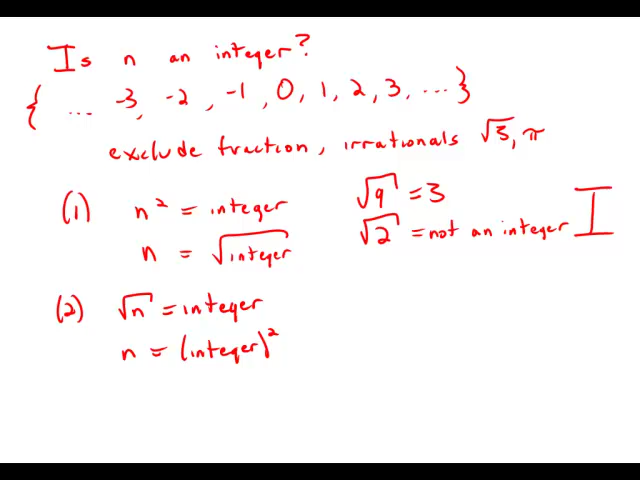 Is n an integer?
{ ... -3, -2, -1, 0, 1, 2, 3, ... }
exclude fraction, irrationals √3, π
(1) n² = integer √9 = 3
n = √integer √2 = not an integer I
(2) √n = integer
n = (integer)²